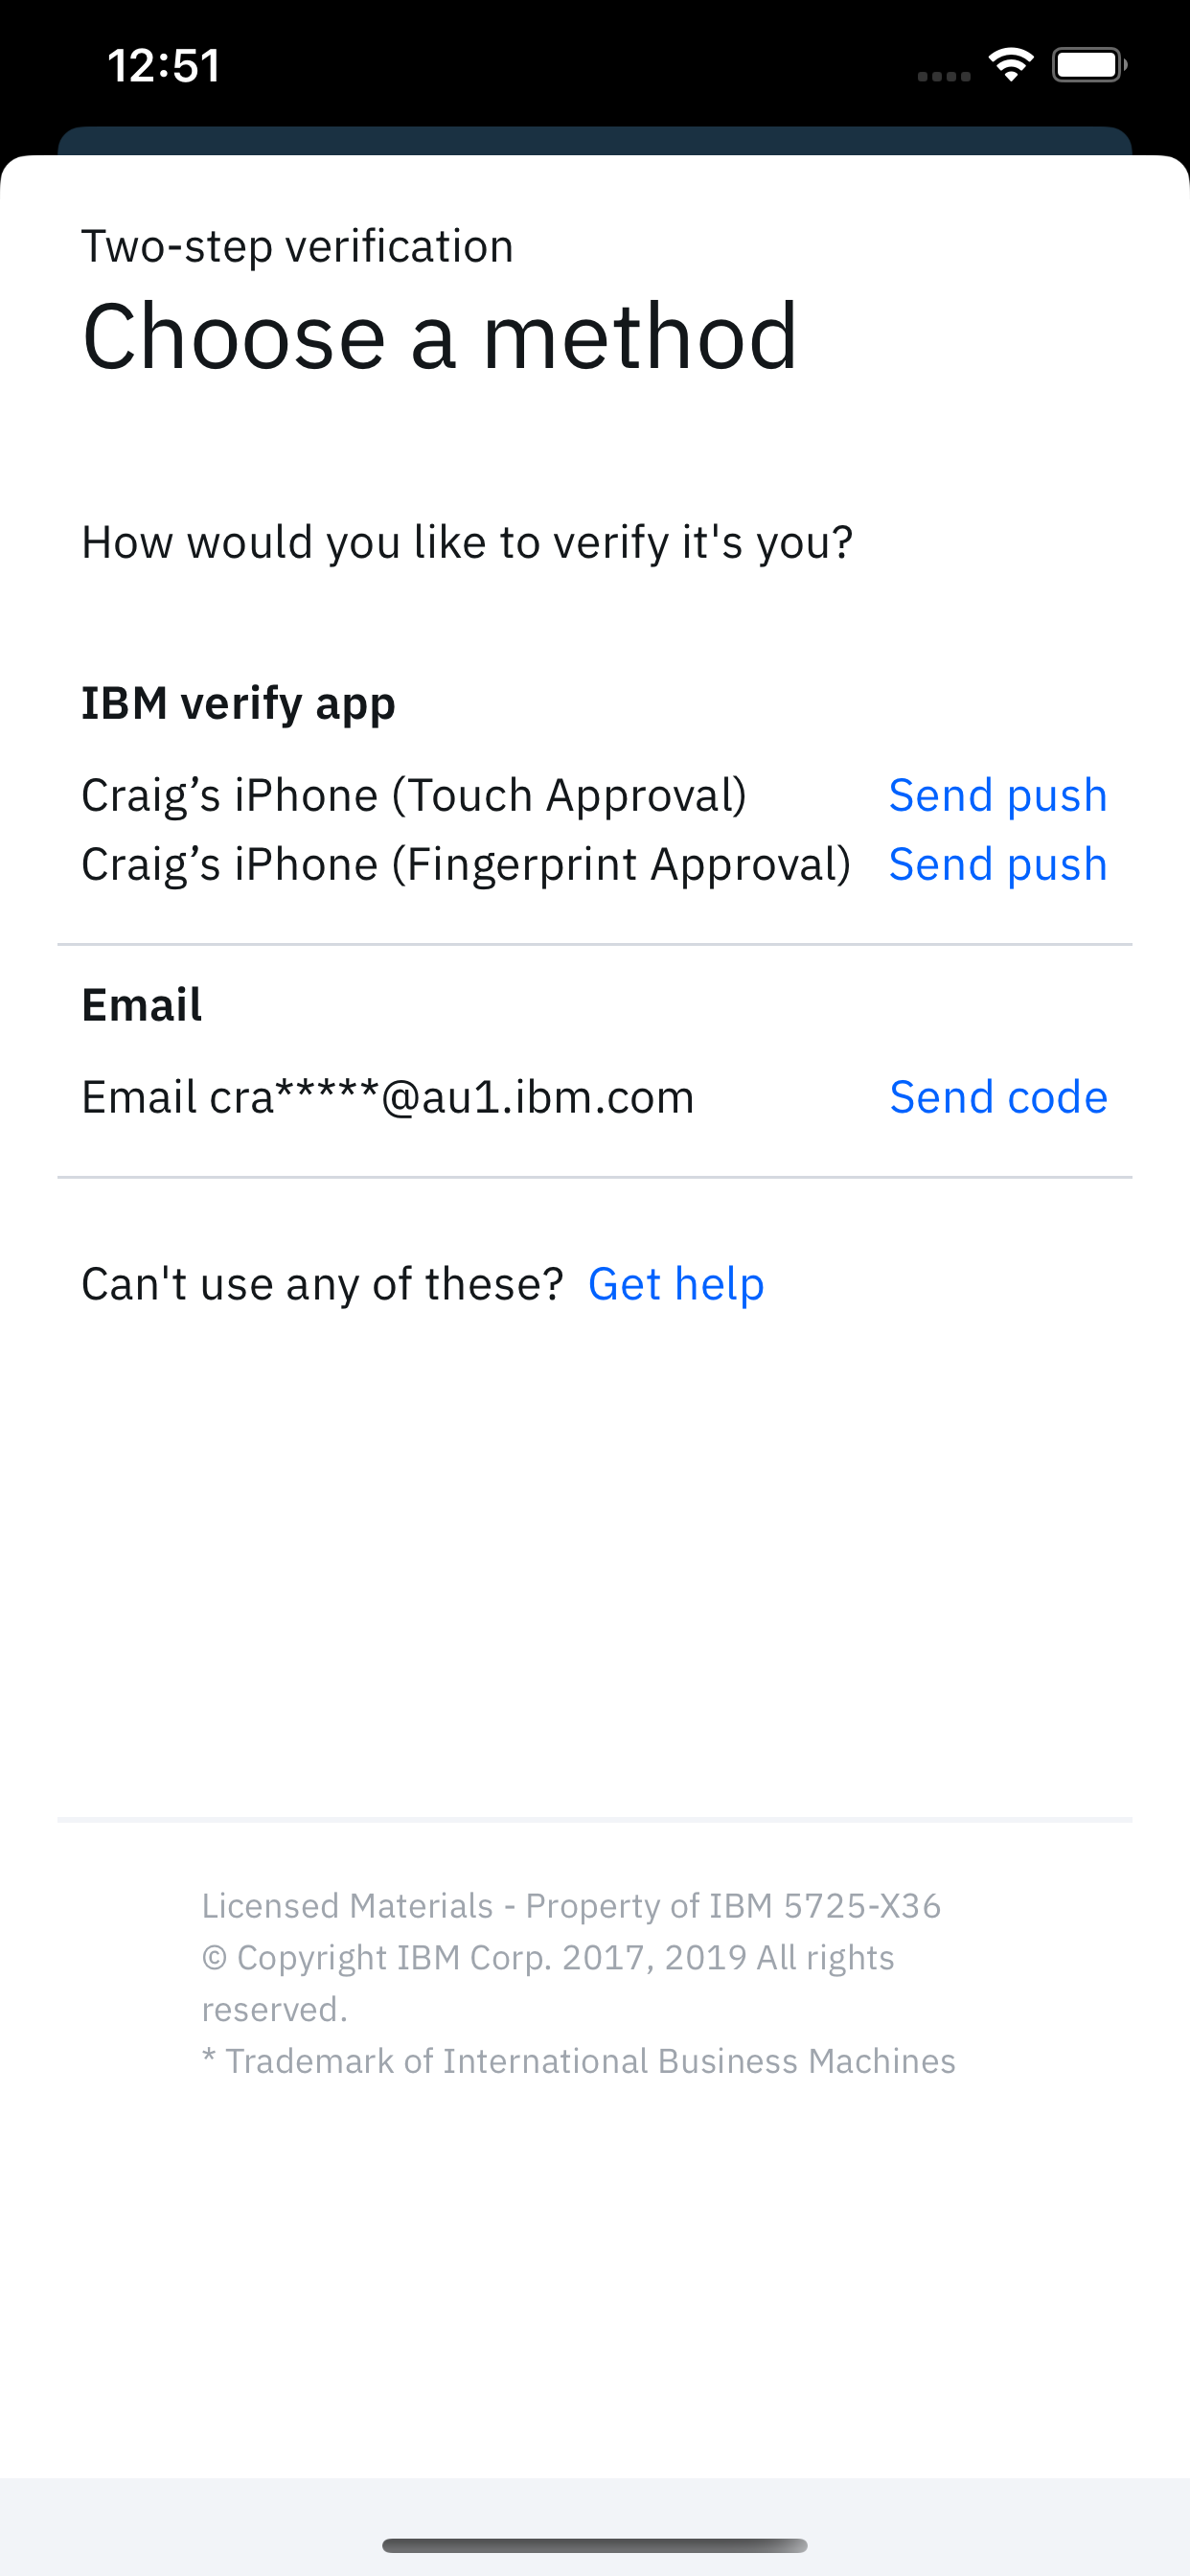 12:51
Two-step verification
Choose a method
How would you like to verify it's you?
IBM verify app
Craig’s iPhone (Touch Approval) Send push
Craig’s iPhone (Fingerprint Approval) Send push
Email
Email cra*****@au1.ibm.com Send code
Can't use any of these? Get help
Licensed Materials - Property of IBM 5725-X36
© Copyright IBM Corp. 2017, 2019 All rights
reserved.
* Trademark of International Business Machines